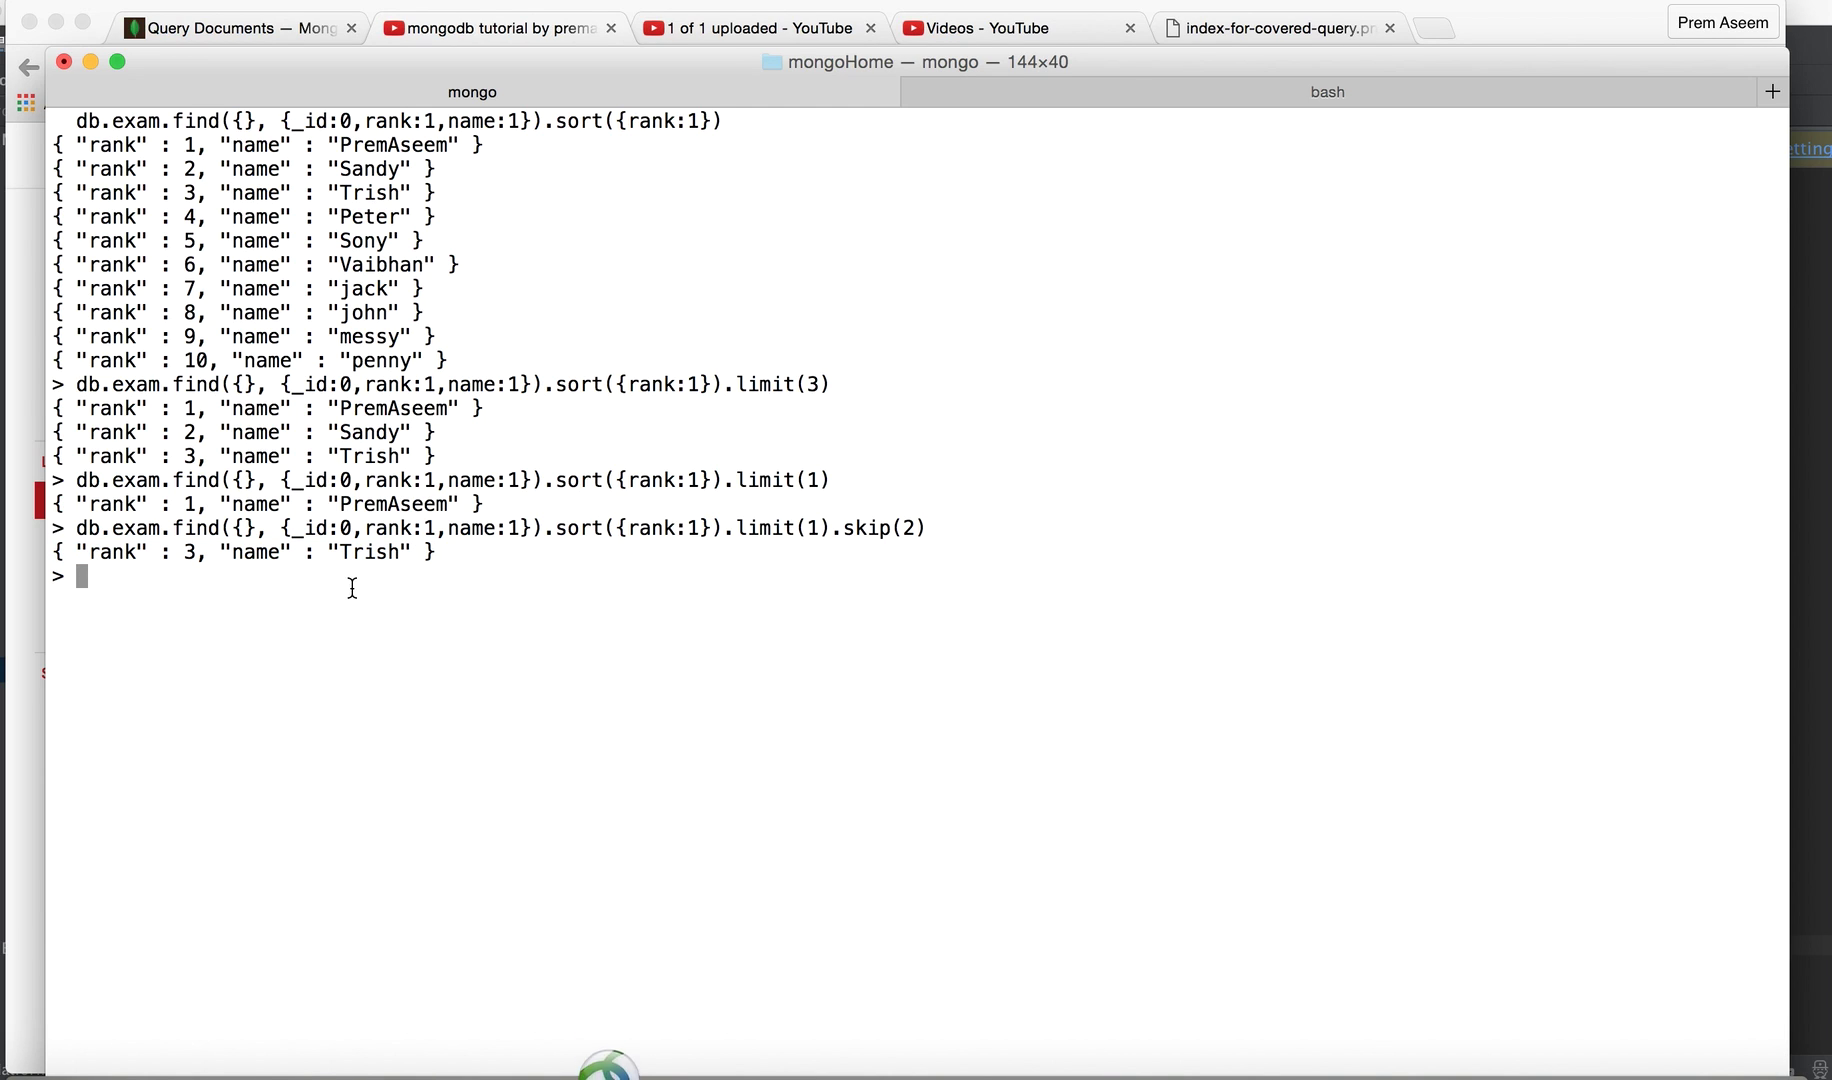 Query Documents — Mong
mongodb tutorial by prema
1 of 1 uploaded - YouTube
Videos - YouTube
index-for-covered-query.pn
Prem Aseem
mongoHome — mongo — 144×40
mongo
bash
db.exam.find({}, {_id:0,rank:1,name:1}).sort({rank:1})
{ "rank" : 1, "name" : "PremAseem" }
{ "rank" : 2, "name" : "Sandy" }
{ "rank" : 3, "name" : "Trish" }
{ "rank" : 4, "name" : "Peter" }
{ "rank" : 5, "name" : "Sony" }
{ "rank" : 6, "name" : "Vaibhan" }
{ "rank" : 7, "name" : "jack" }
{ "rank" : 8, "name" : "john" }
{ "rank" : 9, "name" : "messy" }
{ "rank" : 10, "name" : "penny" }
> db.exam.find({}, {_id:0,rank:1,name:1}).sort({rank:1}).limit(3)
{ "rank" : 1, "name" : "PremAseem" }
{ "rank" : 2, "name" : "Sandy" }
{ "rank" : 3, "name" : "Trish" }
> db.exam.find({}, {_id:0,rank:1,name:1}).sort({rank:1}).limit(1)
{ "rank" : 1, "name" : "PremAseem" }
> db.exam.find({}, {_id:0,rank:1,name:1}).sort({rank:1}).limit(1).skip(2)
{ "rank" : 3, "name" : "Trish" }
>
etting